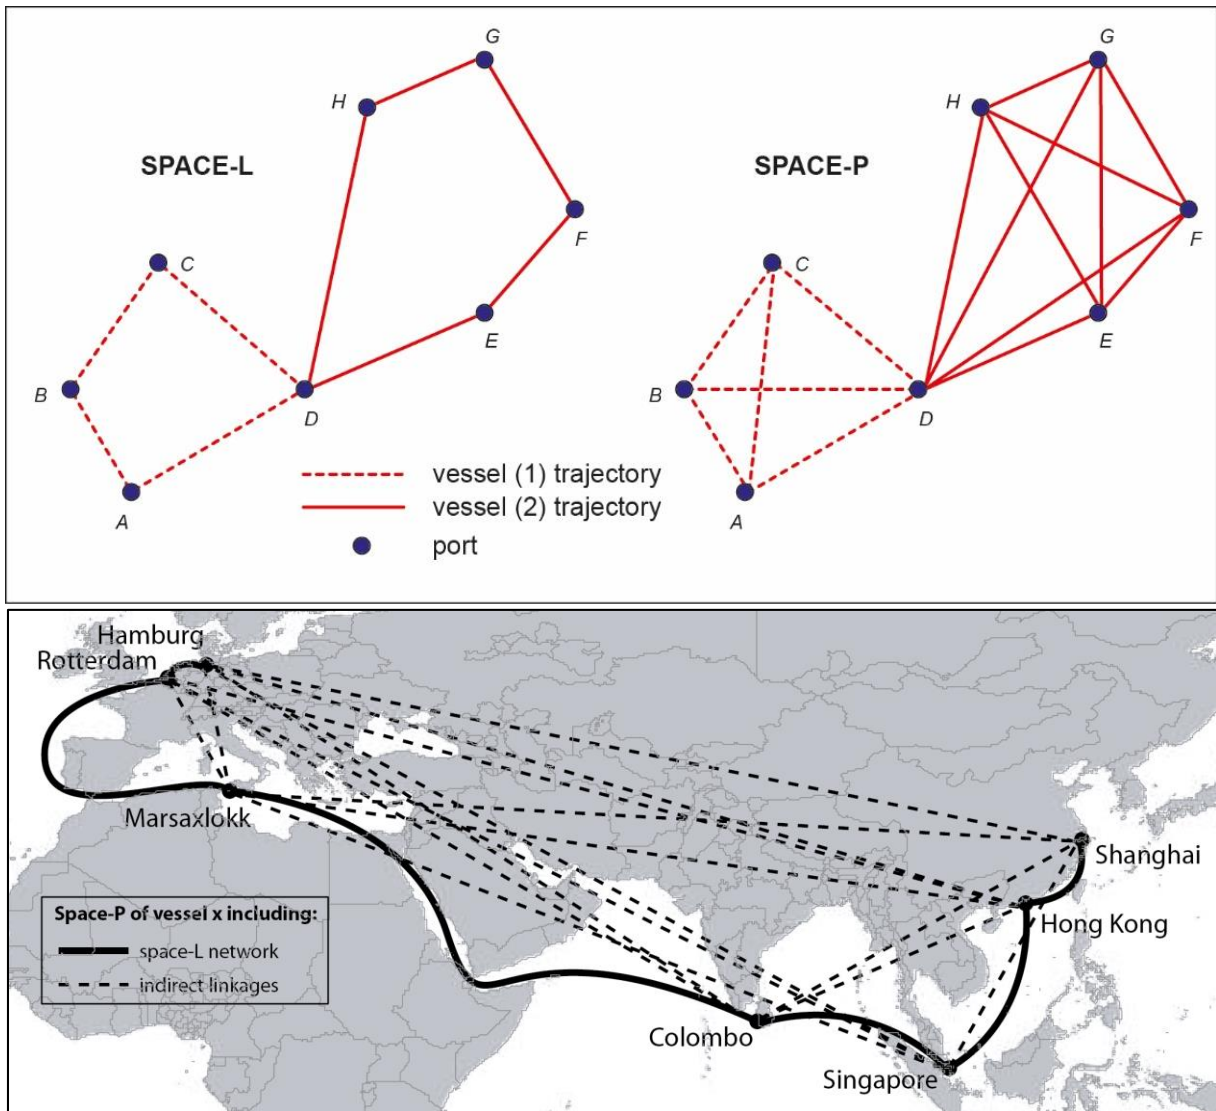 G
H
SPACE-L
F
C
E
B
D
A
G
H
SPACE-P
F
C
E
B
D
A
vessel (1) trajectory
vessel (2) trajectory
port
Hamburg
Rotterdam
Marsaxlokk
Shanghai
Hong Kong
Colombo
Singapore
Space-P of vessel x including:
space-L network
indirect linkages